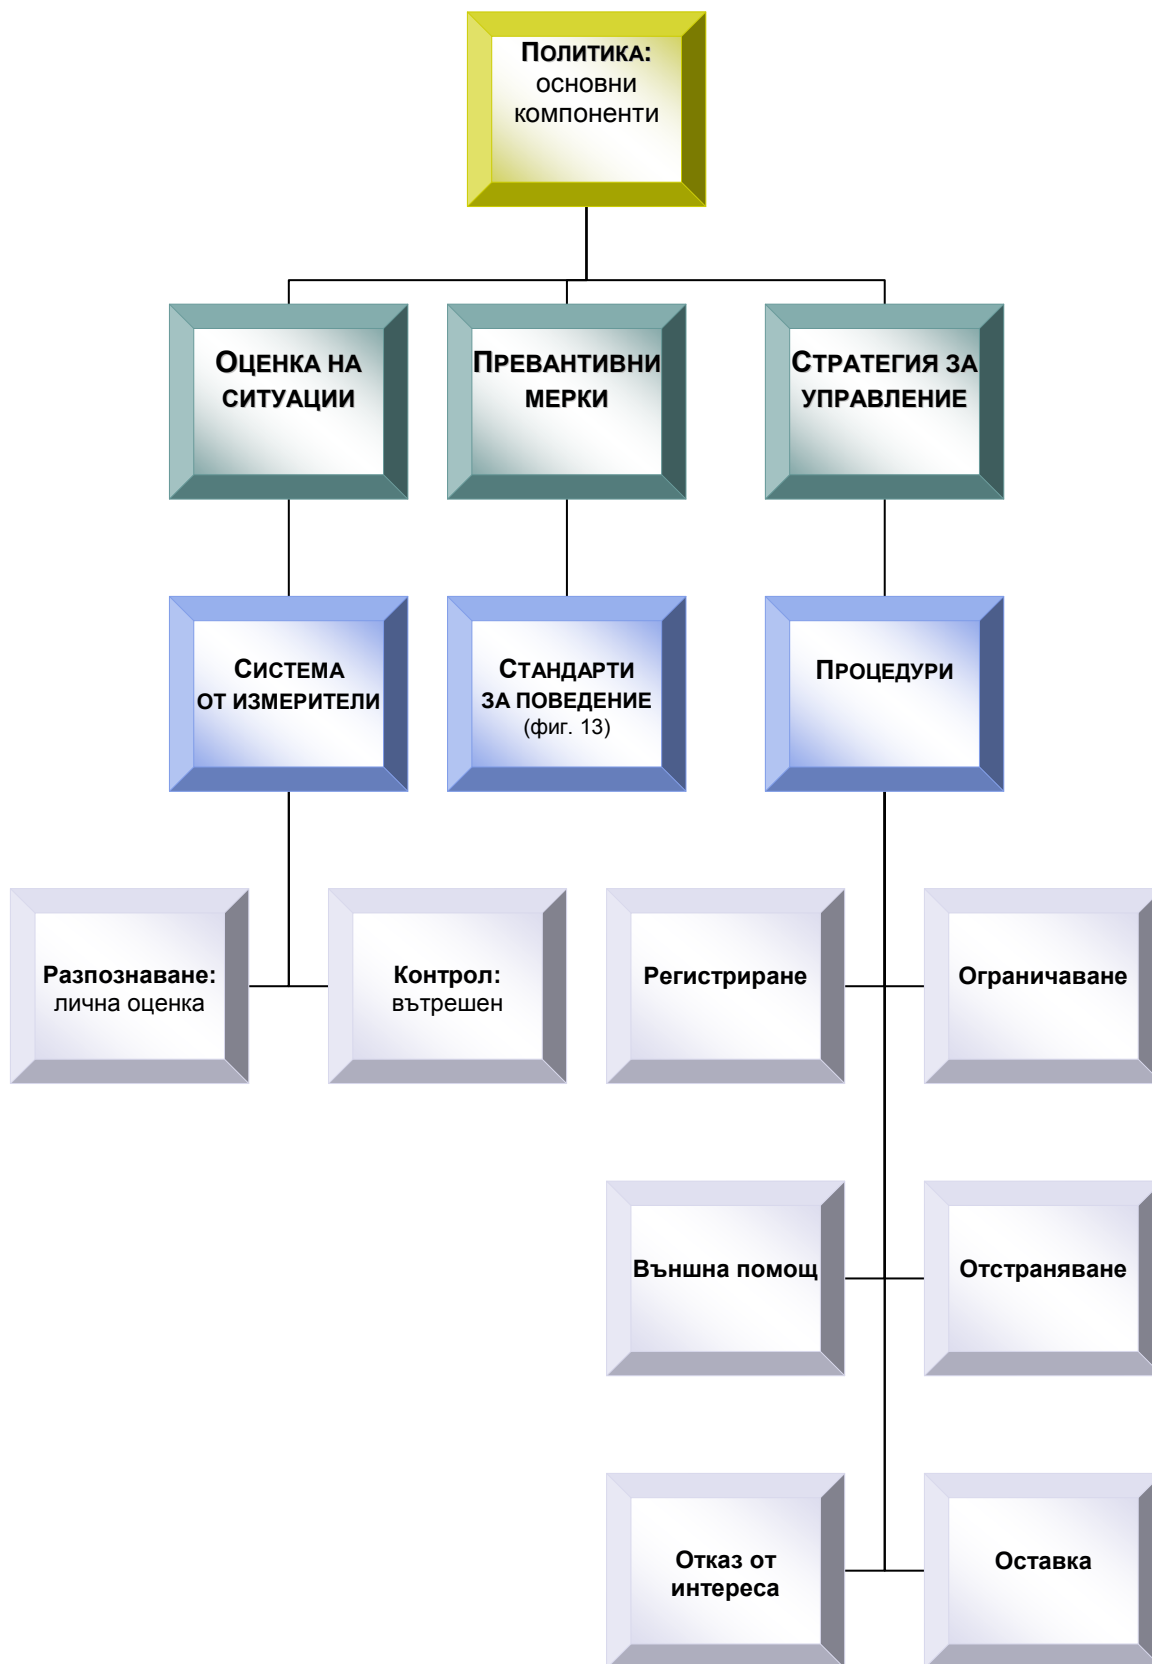 ПОЛИТИКА:
основни
компоненти
ОЦЕНКА НА
СИТУАЦИИ
ПРЕВАНТИВНИ
МЕРКИ
СТРАТЕГИЯ ЗА
УПРАВЛЕНИЕ
СИСТЕМА
ОТ ИЗМЕРИТЕЛИ
СТАНДАРТИ
ЗА ПОВЕДЕНИЕ
(фиг. 13)
ПРОЦЕДУРИ
Разпознаване:
лична оценка
Контрол:
вътрешен
Регистриране
Ограничаване
Външна помощ
Отстраняване
Отказ от
интереса
Оставка